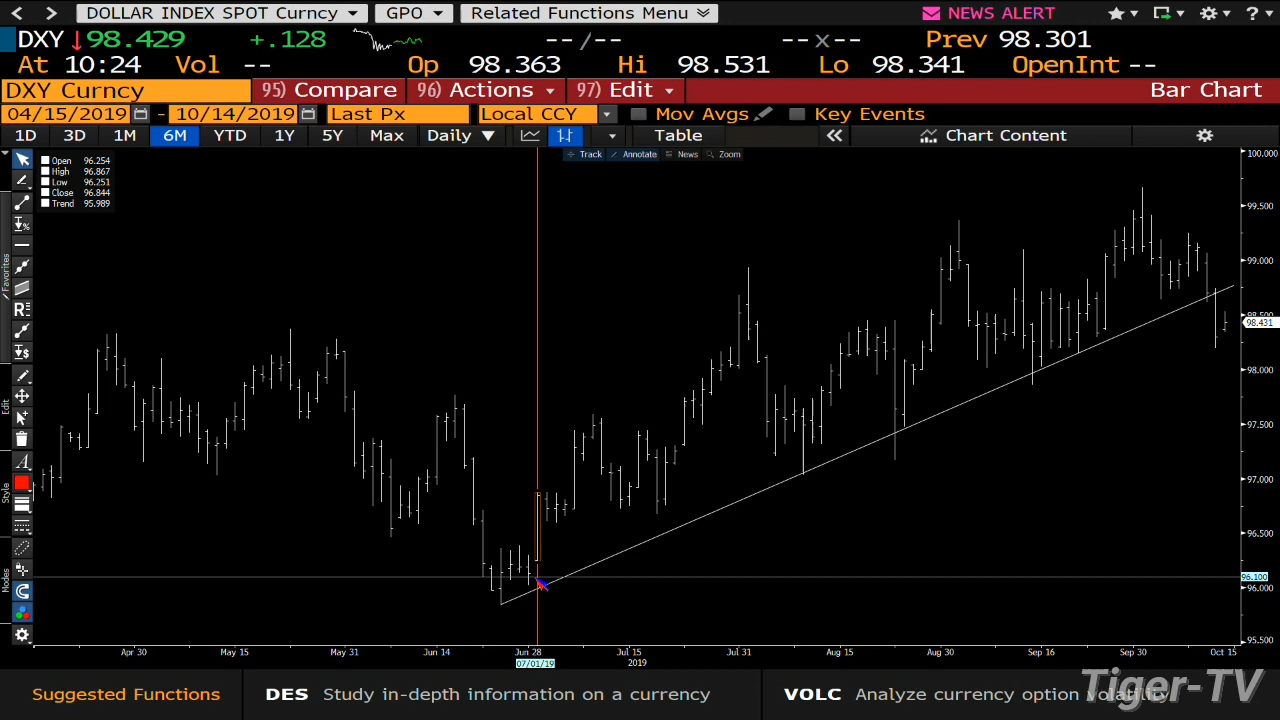 DOLLAR INDEX SPOT Curncy GPO Related Functions Menu NEWS ALERT ?
DXY 98.429 +.128 --/-- --x-- Prev 98.301
At 10:24 Vol -- Op 98.363 Hi 98.531 Lo 98.341 OpenInt --
DXY Curncy 95) Compare 96) Actions 97) Edit Bar Chart
04/15/2019 - 10/14/2019 Last Px Local CCY Mov Avgs Key Events
1D 3D 1M 6M YTD 1Y 5Y Max Daily Table Chart Content
Track Annotate News Zoom
Open 96.254
High 96.867
Low 96.251
Close 96.844
Trend 95.989
100.000
99.500
99.000
98.500
98.431
98.000
97.500
97.000
96.500
96.100
96.000
95.500
Favorites
Edit
Style
Modes
Apr 30 May 15 May 31 Jun 14 Jun 28 Jul 15 Jul 31 Aug 15 Aug 30 Sep 16 Sep 30 Oct 15
07/01/19 2019
Suggested Functions DES Study in-depth information on a currency VOLC Analyze currency option volatility
Tiger-TV